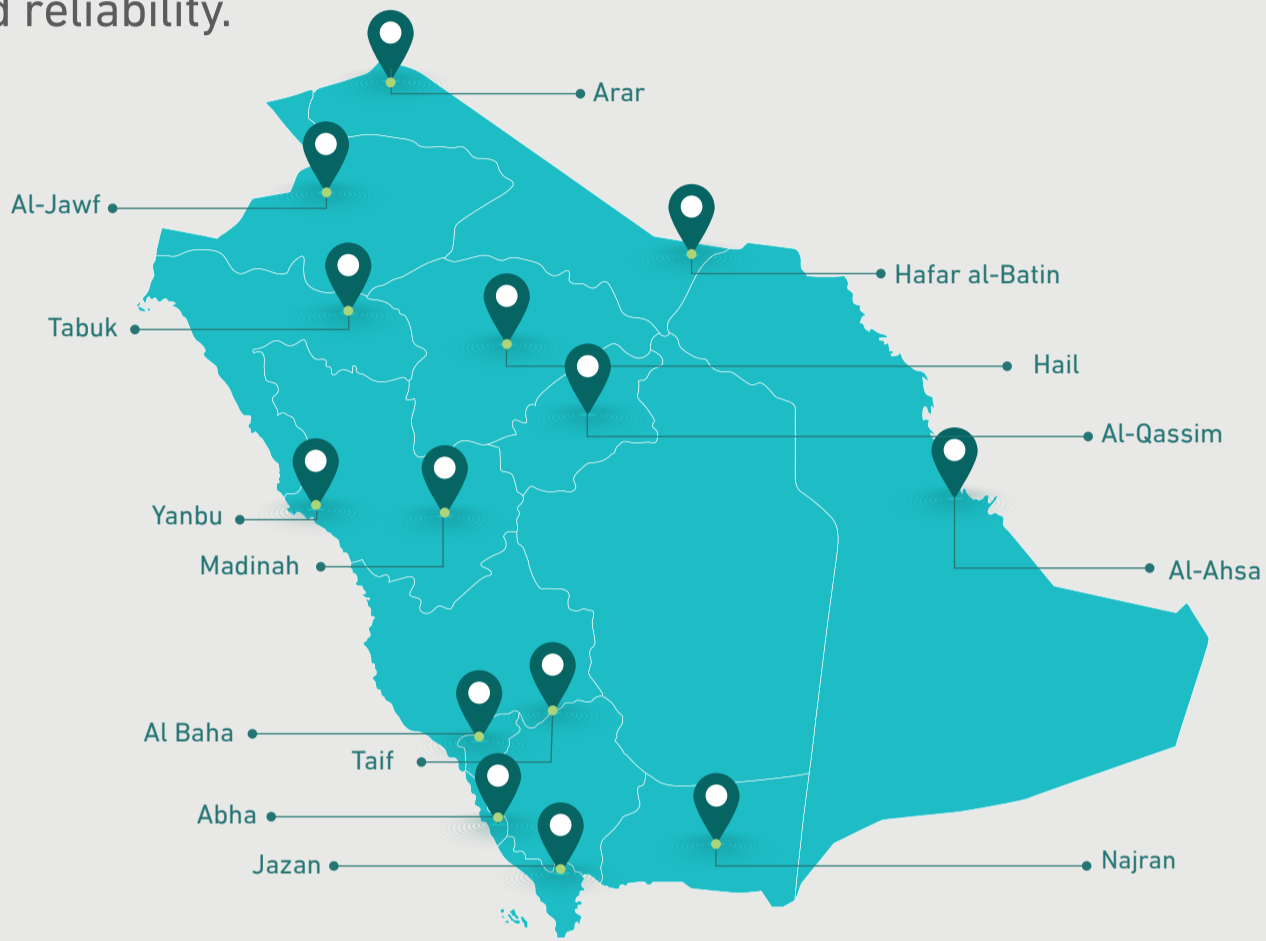 d reliability.
Arar
Al-Jawf
Hafar al-Batin
Tabuk
Hail
Al-Qassim
Yanbu
Madinah
Al-Ahsa
Al Baha
Taif
Abha
Jazan
Najran